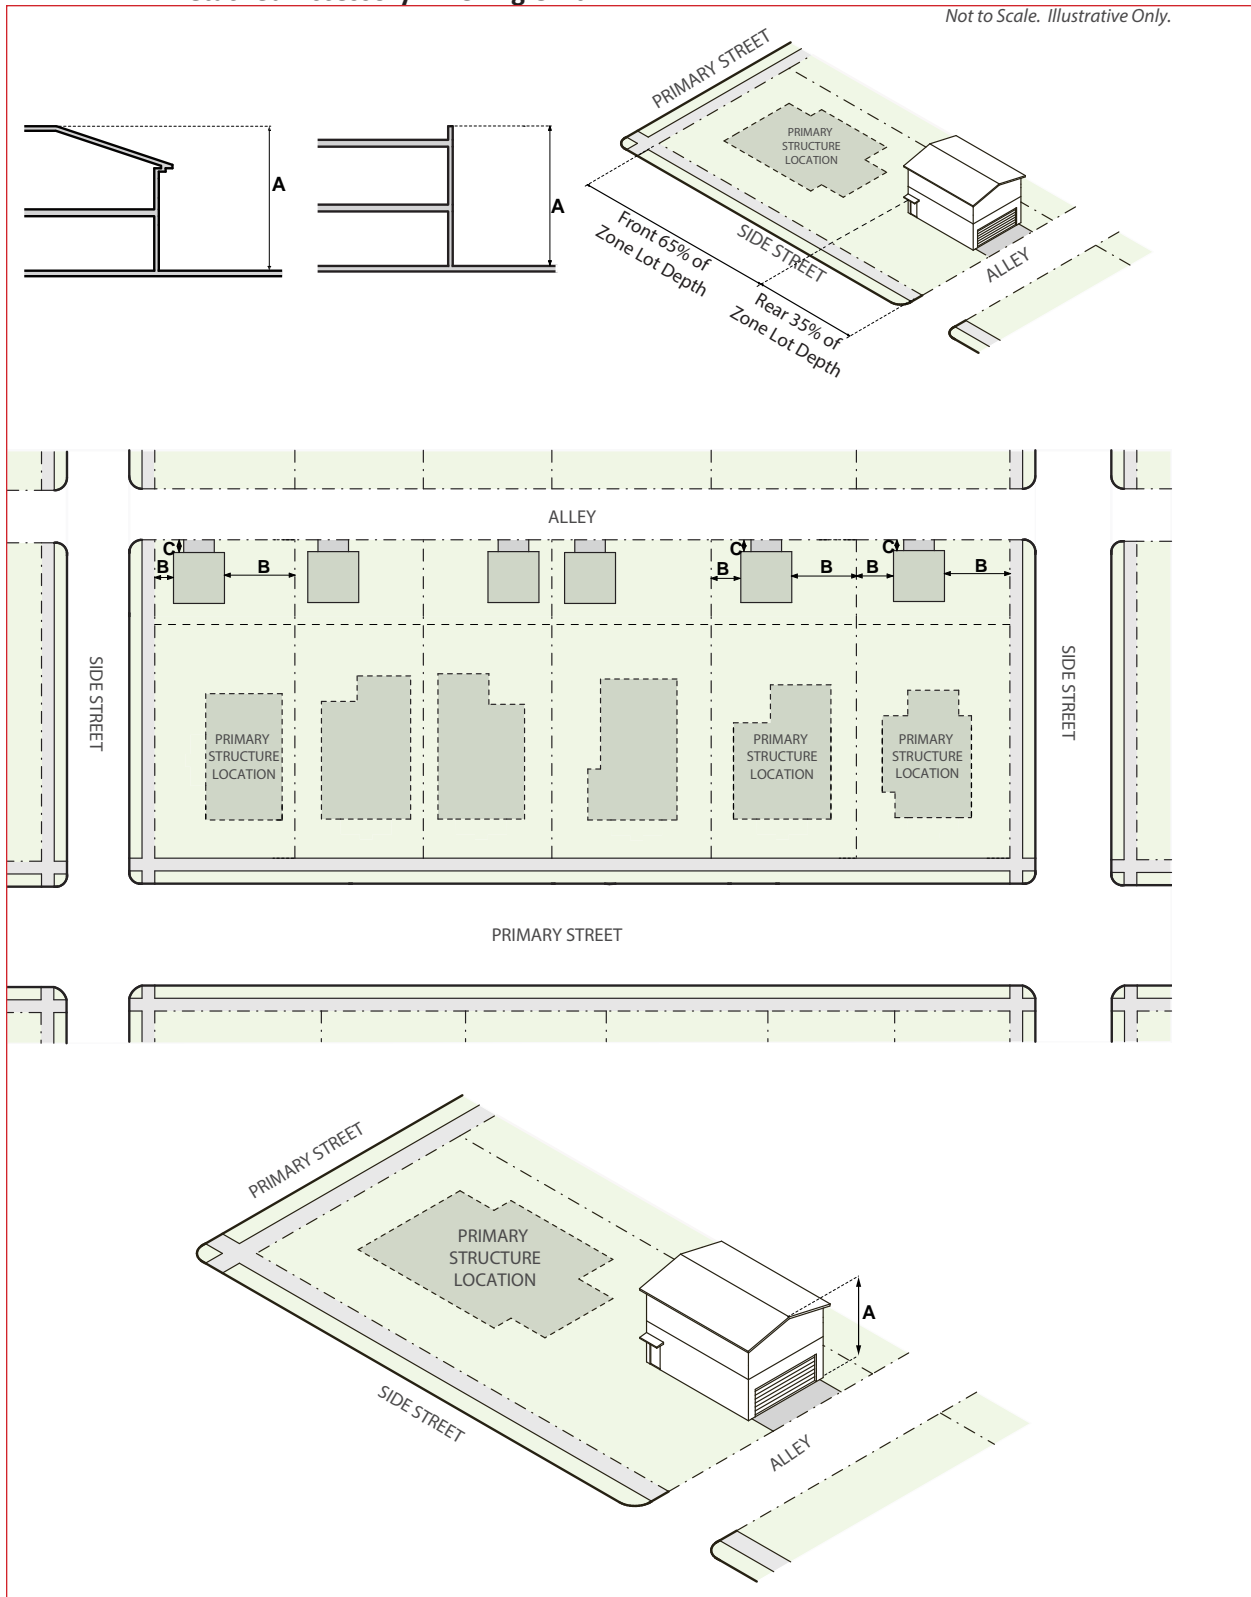 Not to Scale. Illustrative Only.
PRIMARY STREET
PRIMARY
STRUCTURE
LOCATION
A
A
Front 65% of
Zone Lot Depth
SIDE STREET
ALLEY
Rear 35% of
Zone Lot Depth
ALLEY
C
C
C
B
B
B
B
B
B
SIDE STREET
SIDE STREET
PRIMARY
STRUCTURE
LOCATION
PRIMARY
STRUCTURE
LOCATION
PRIMARY
STRUCTURE
LOCATION
PRIMARY STREET
PRIMARY STREET
PRIMARY
STRUCTURE
LOCATION
A
SIDE STREET
ALLEY